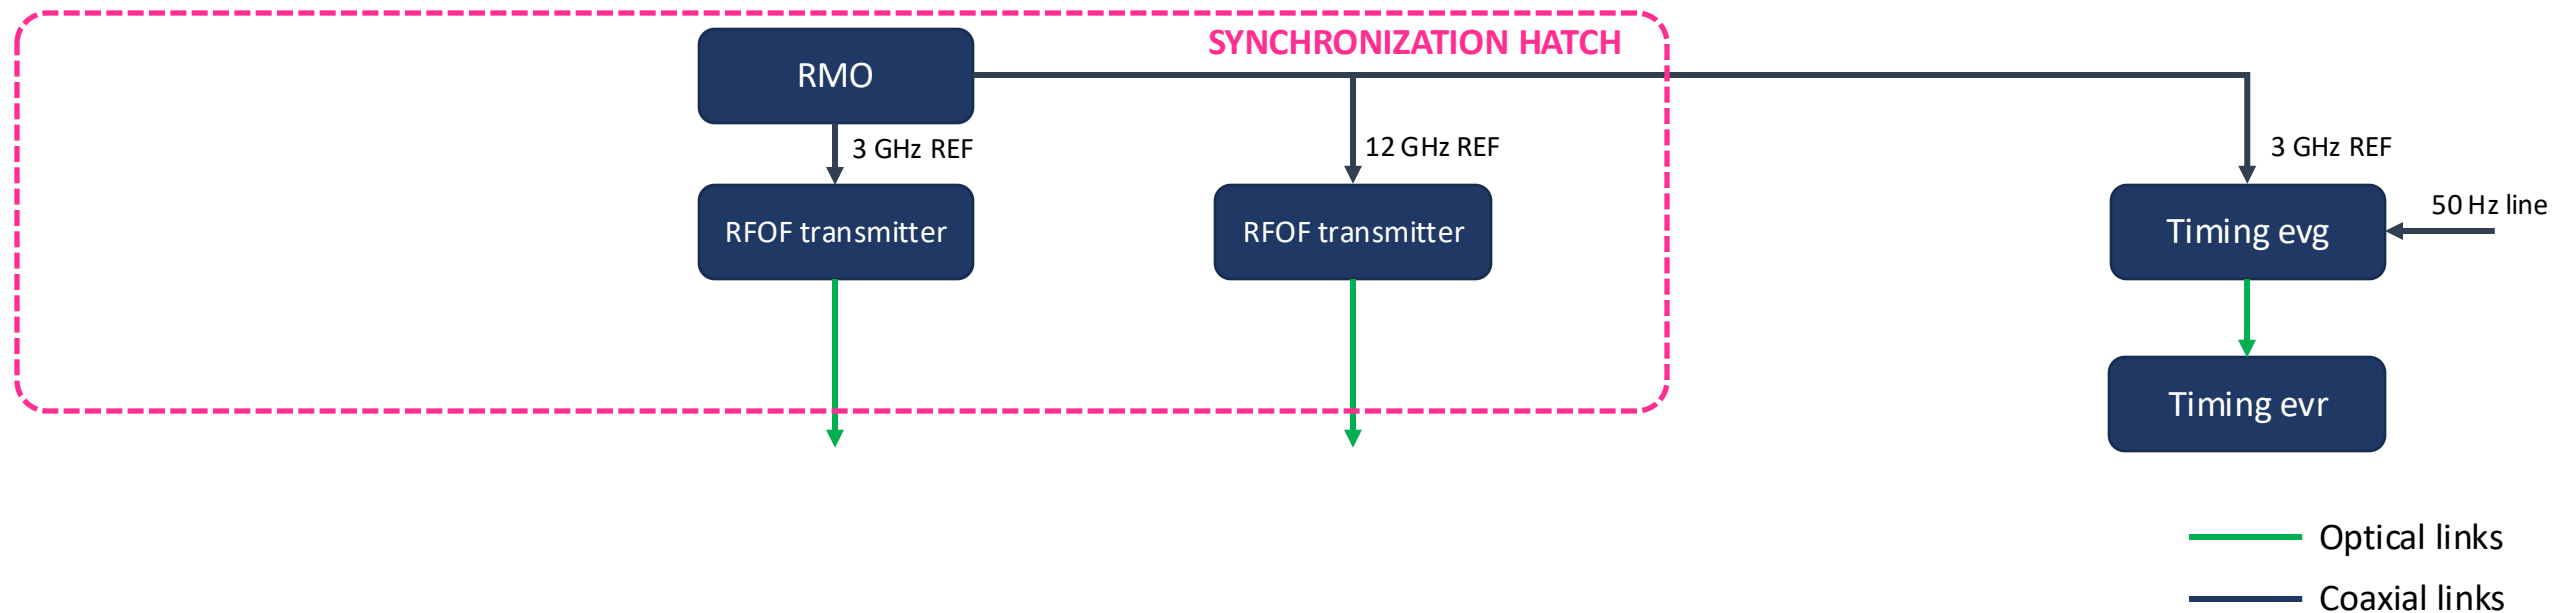 SYNCHRONIZATION HATCH
RMO
3 GHz REF
12 GHz REF
3 GHz REF
50 Hz line
RFOF transmitter
RFOF transmitter
Timing evg
Timing evr
Optical links
Coaxial links